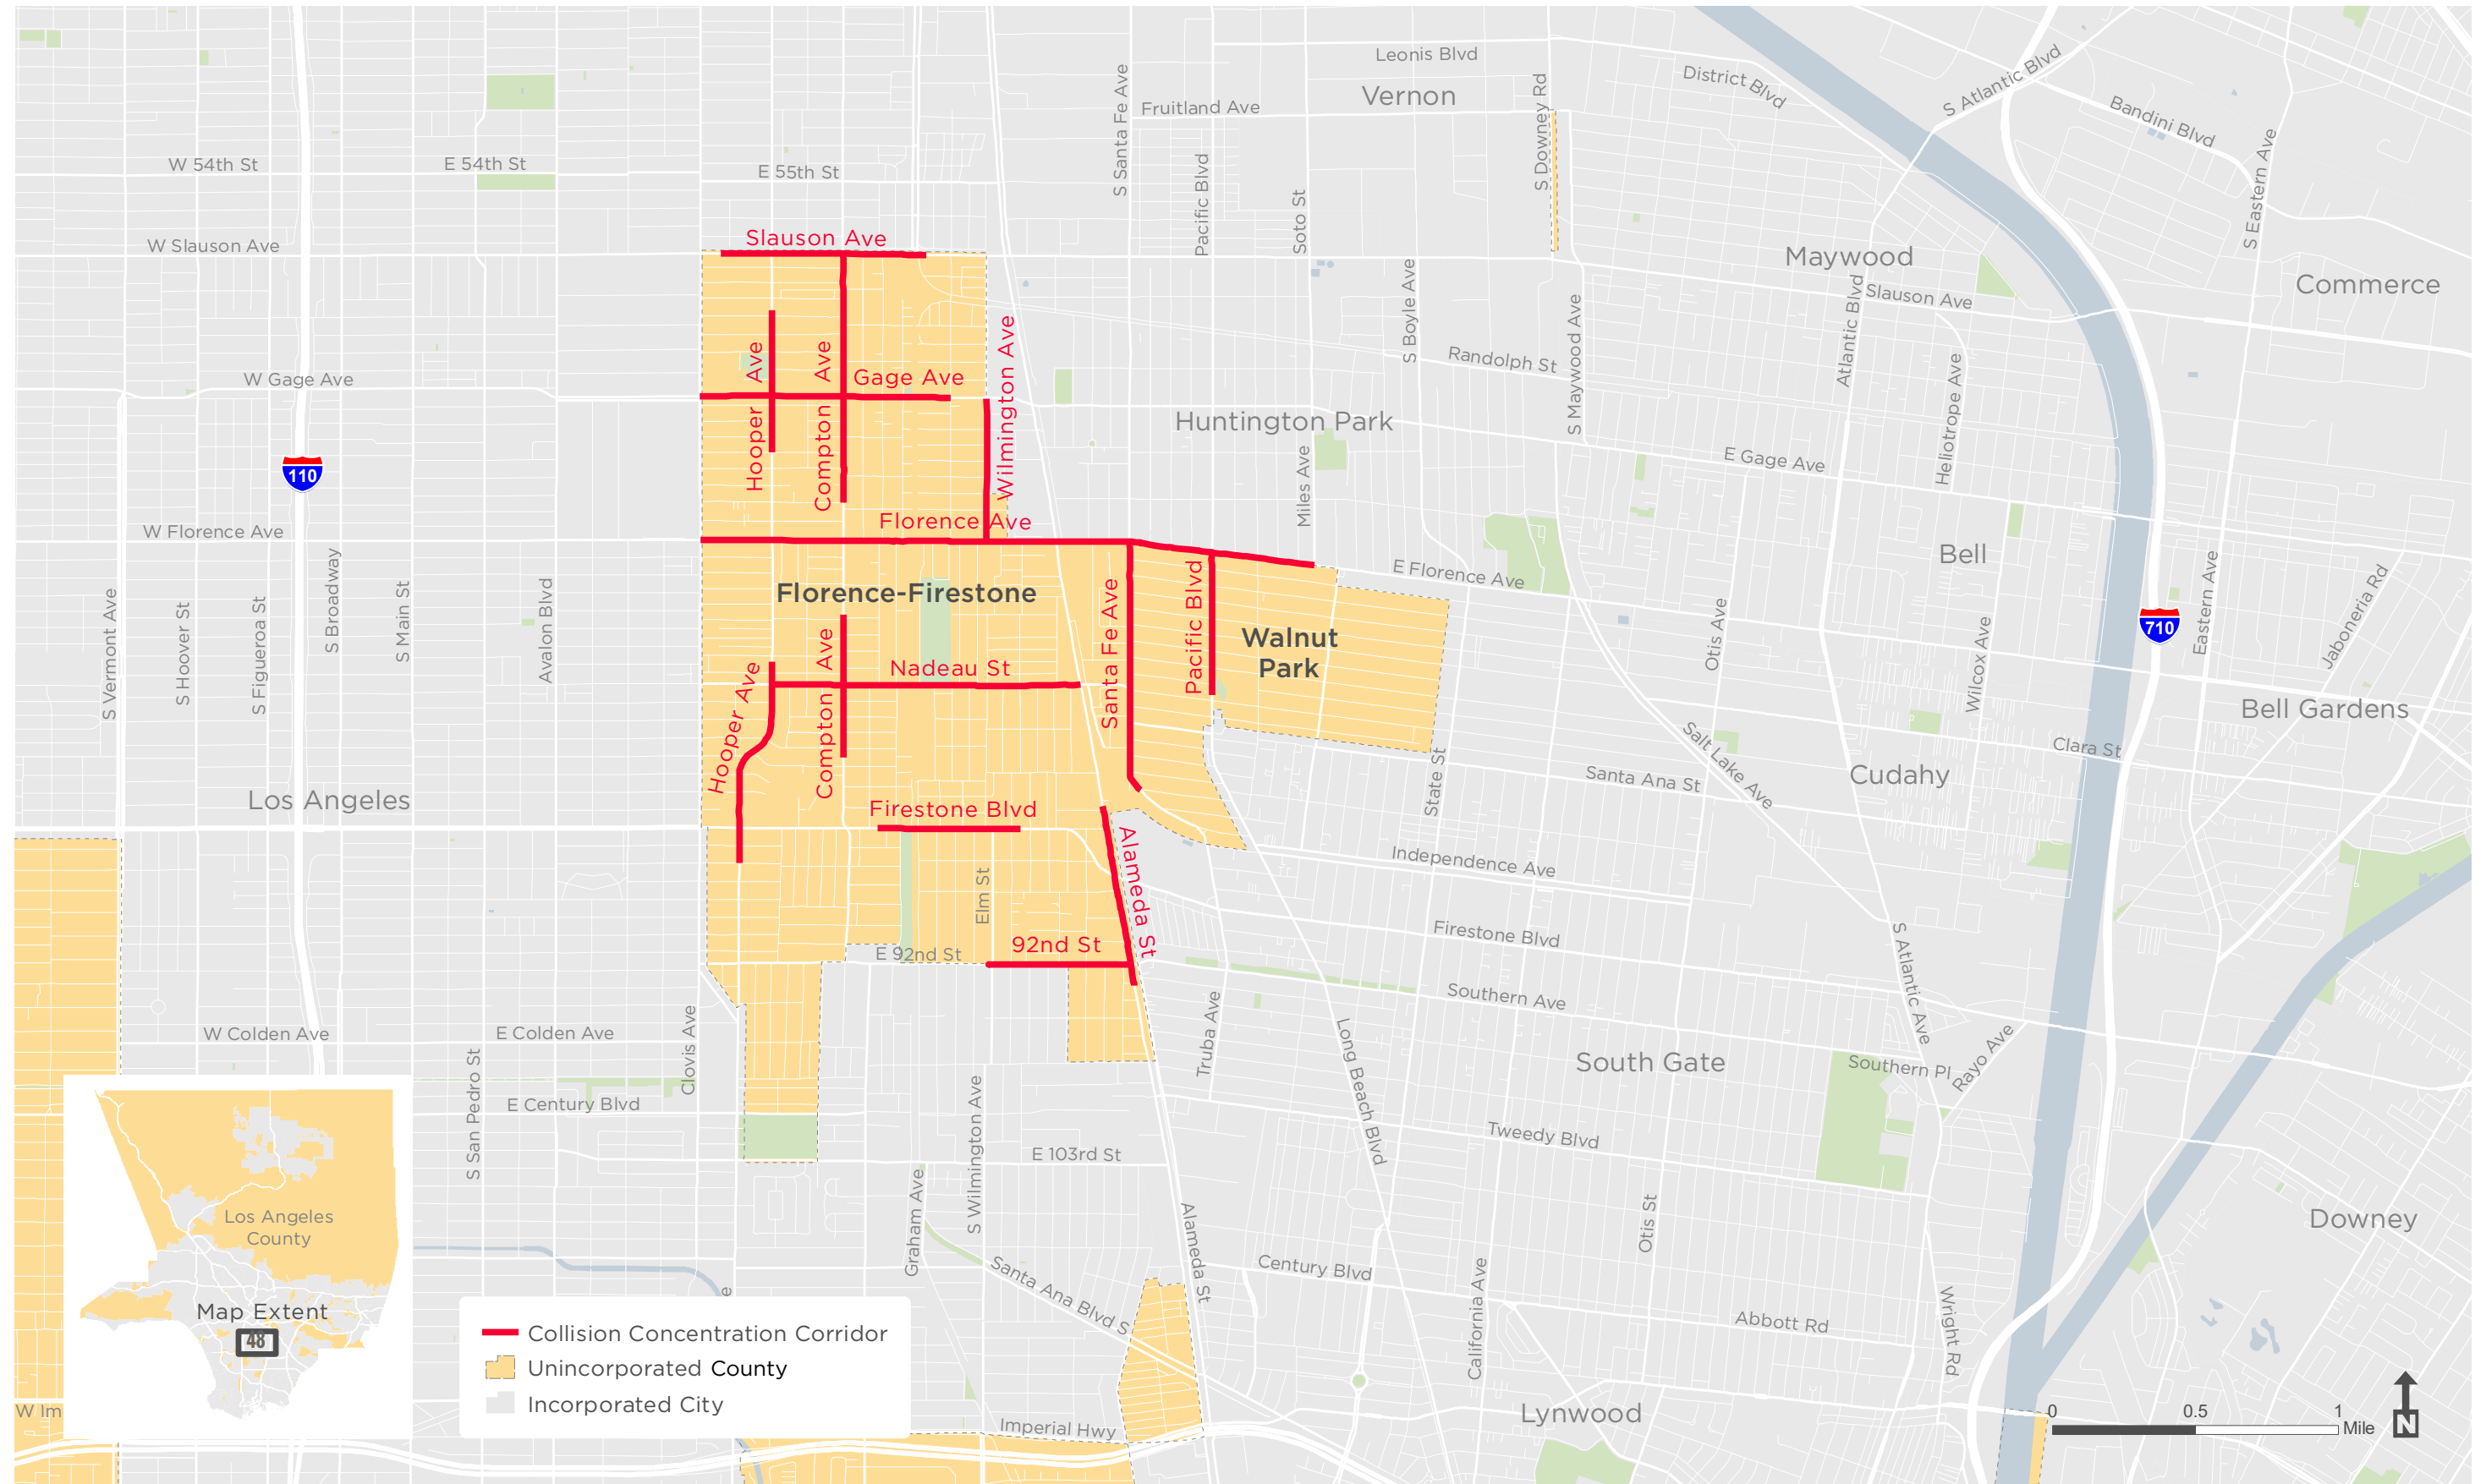 Leonis Blvd
District Blvd
S Atlantic Blvd
Vernon
Fruitland Ave
Bandini Blvd
S Santa Fe Ave
S Downey Rd
W 54th St
E 54th St
E 55th St
Pacific Blvd
Soto St
S Eastern Ave
W Slauson Ave
Slauson Ave
Maywood
Commerce
Slauson Ave
Hooper Ave
Compton Ave
Gage Ave
Wilmington Ave
S Boyle Ave
Randolph St
S Maywood Ave
Atlantic Blvd
Heliotrope Ave
W Gage Ave
Huntington Park
E Gage Ave
110
Miles Ave
W Florence Ave
Florence Ave
Bell
E Florence Ave
Florence-Firestone
S Vermont Ave
S Hoover St
S Figueroa St
S Broadway
S Main St
Avalon Blvd
Santa Fe Ave
Pacific Blvd
Walnut
Park
Otis Ave
Wilcox Ave
710
Eastern Ave
Jaboneria Rd
Hooper Ave
Compton Ave
Nadeau St
Bell Gardens
Salt Lake Ave
Clara St
State St
Santa Ana St
Cudahy
Los Angeles
Firestone Blvd
Alameda St
Independence Ave
Elm St
Firestone Blvd
E 92nd St
92nd St
S Atlantic Ave
Southern Ave
W Colden Ave
E Colden Ave
Clovis Ave
Truba Ave
Long Beach Blvd
South Gate
Southern Pl
Rayo Ave
S San Pedro St
E Century Blvd
S Wilmington Ave
Tweedy Blvd
E 103rd St
Graham Ave
Alameda St
Otis St
Downey
Los Angeles
County
Santa Ana Blvd S
Century Blvd
California Ave
Wright Rd
Abbott Rd
Map Extent
48
e
Collision Concentration Corridor
Unincorporated County
Incorporated City
W Im
Imperial Hwy
Lynwood
0 0.5 1
Mile
N